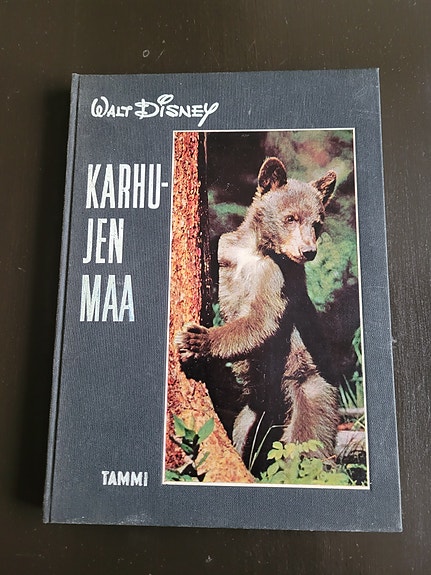 WALT DISNEY
KARHU-
JEN
MAA
TAMMI